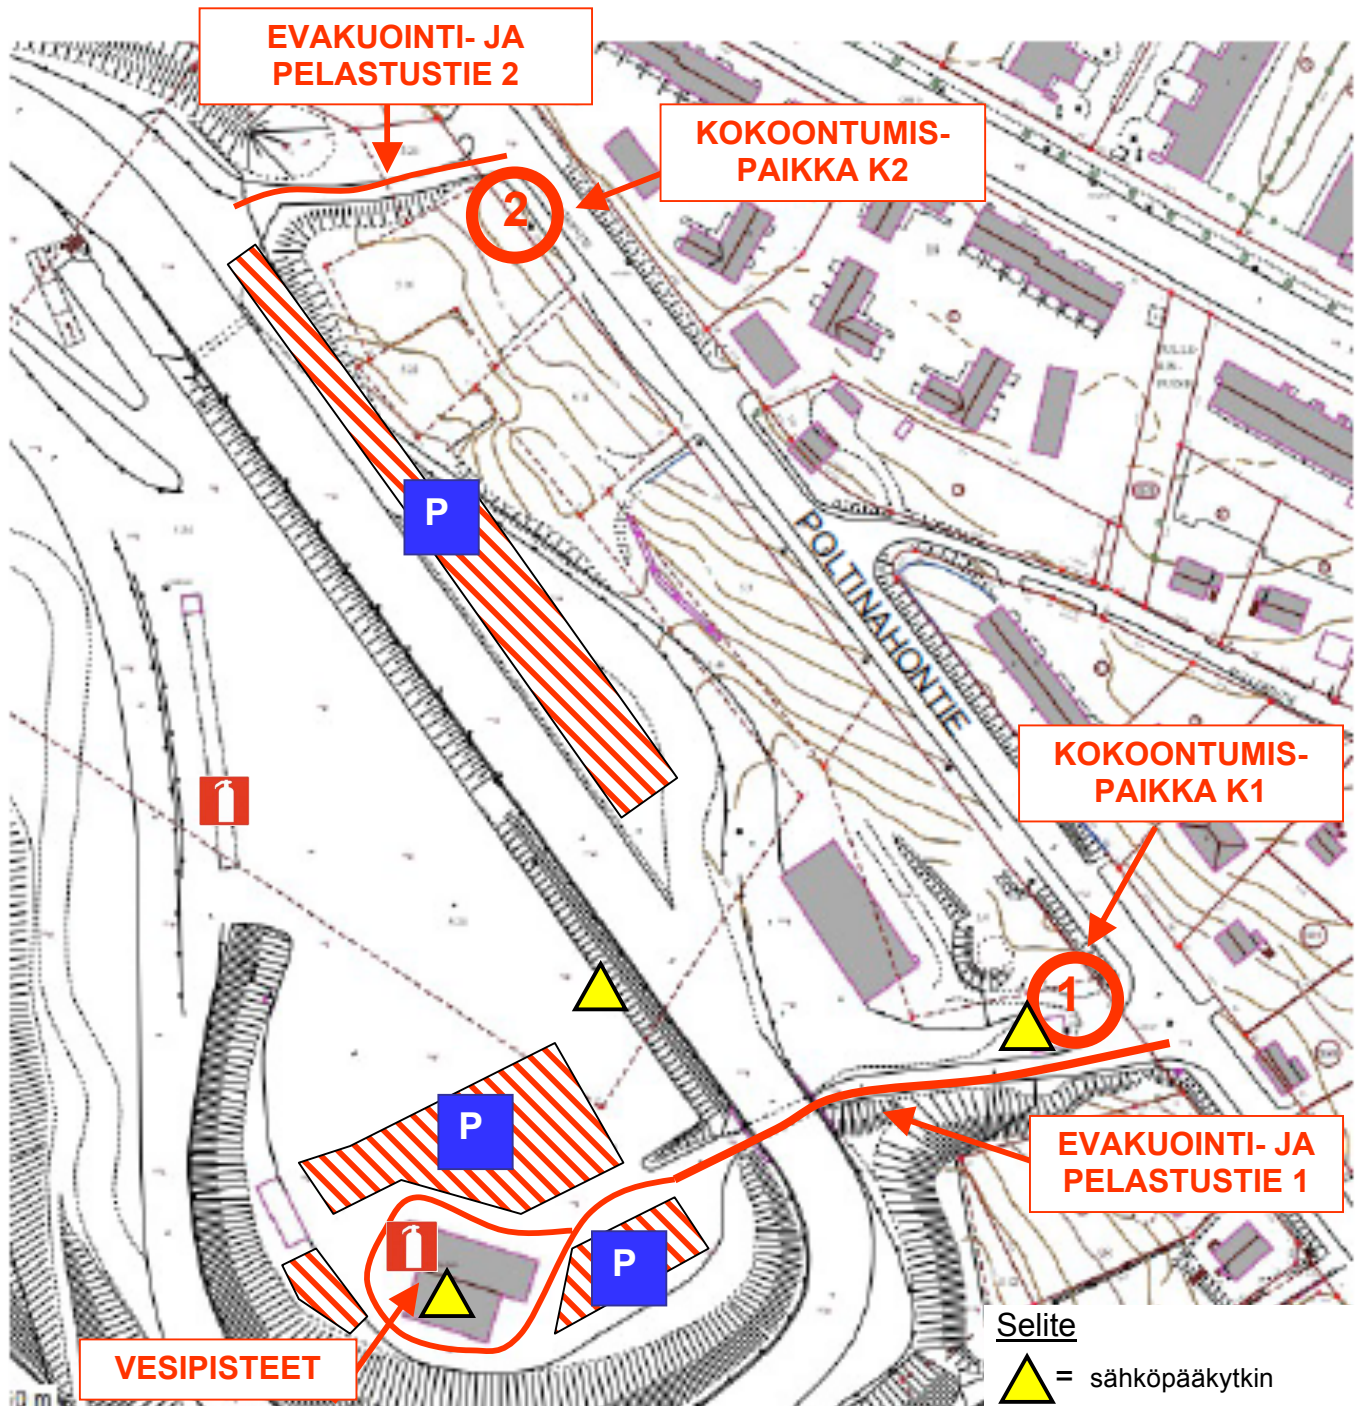 EVAKUOINTI- JA
PELASTUSTIE 2
KOKOONTUMIS-
PAIKKA K2
2
P
POLTINAHONTIE
KOKOONTUMIS-
PAIKKA K1
1
P
EVAKUOINTI- JA
PELASTUSTIE 1
P
VESIPISTEET
Selite
= sähköpääkytkin